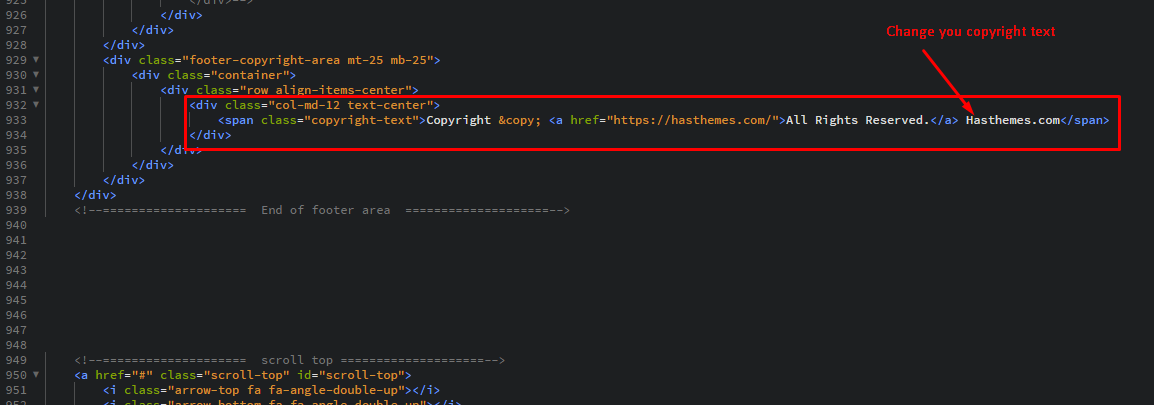 925 </div>-->
926 </div>
927 </div>
928 </div>
Change you copyright text
929 <div class="footer-copyright-area mt-25 mb-25">
930 <div class="container">
931 <div class="row align-items-center">
932 <div class="col-md-12 text-center">
933 <span class="copyright-text">Copyright &copy; <a href="https://hasthemes.com/">All Rights Reserved.</a> Hasthemes.com</span>
934 </div>
935 </div>
936 </div>
937 </div>
938 </div>
939 <!--==================== End of footer area ====================-->
940
941
942
943
944
945
946
947
948
949 <!--==================== scroll top ====================-->
950 <a href="#" class="scroll-top" id="scroll-top">
951 <i class="arrow-top fa fa-angle-double-up"></i>
952 <i class="arrow-bottom fa fa-angle-double-up"></i>